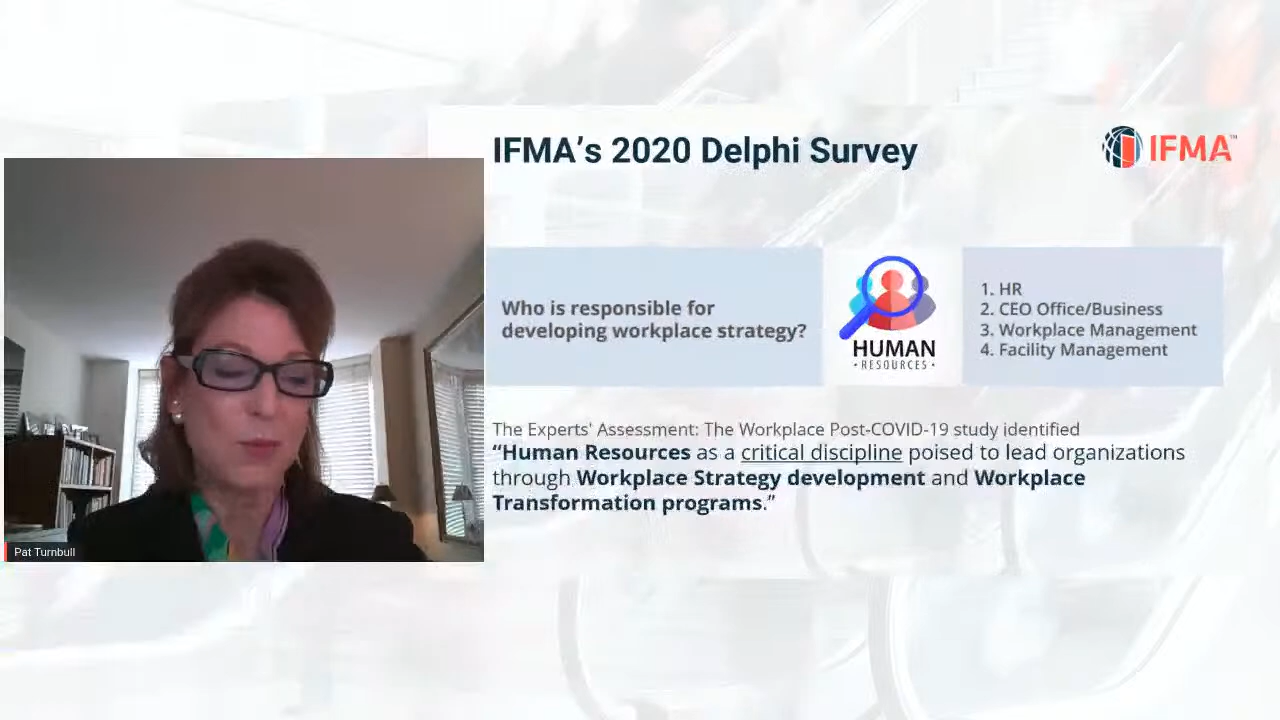 IFMA's 2020 Delphi Survey
IFMA™
Who is responsible for
developing workplace strategy?
HUMAN
• RESOURCES •
1. HR
2. CEO Office/Business
3. Workplace Management
4. Facility Management
The Experts' Assessment: The Workplace Post-COVID-19 study identified
“Human Resources as a critical discipline poised to lead organizations
through Workplace Strategy development and Workplace
Transformation programs.”
Pat Turnbull